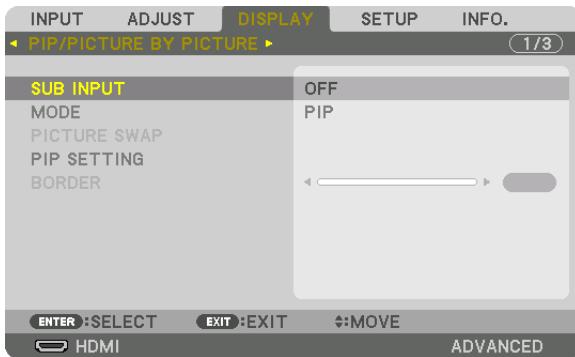 INPUT ADJUST DISPLAY SETUP INFO.
PIP/PICTURE BY PICTURE 1/3
SUB INPUT OFF
MODE PIP
PICTURE SWAP
PIP SETTING
BORDER
ENTER :SELECT EXIT :EXIT :MOVE
HDMI ADVANCED